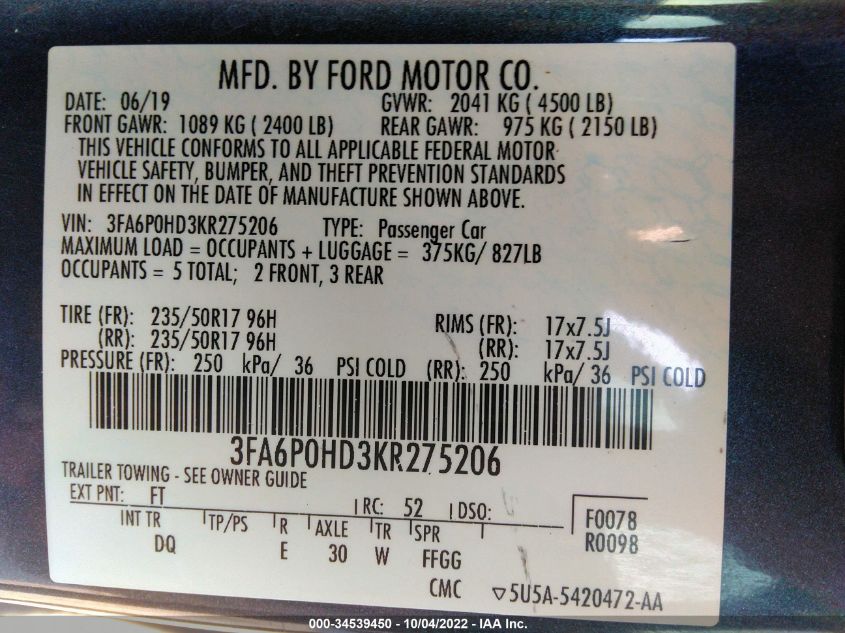 MFD. BY FORD MOTOR CO.
DATE: 06/19 GVWR: 2041 KG ( 4500 LB)
FRONT GAWR: 1089 KG ( 2400 LB) REAR GAWR: 975 KG ( 2150 LB)
THIS VEHICLE CONFORMS TO ALL APPLICABLE FEDERAL MOTOR
VEHICLE SAFETY, BUMPER, AND THEFT PREVENTION STANDARDS
IN EFFECT ON THE DATE OF MANUFACTURE SHOWN ABOVE.
VIN: 3FA6P0HD3KR275206 TYPE: Passenger Car
MAXIMUM LOAD = OCCUPANTS + LUGGAGE = 375KG/ 827LB
OCCUPANTS = 5 TOTAL; 2 FRONT, 3 REAR
TIRE (FR): 235/50R17 96H RIMS (FR): 17x7.5J
(RR): 235/50R17 96H (RR): 17x7.5J
PRESSURE (FR): 250 kPa/ 36 PSI COLD (RR): 250 kPa/ 36 PSI COLD
3FA6P0HD3KR275206
TRAILER TOWING - SEE OWNER GUIDE
EXT PNT: FT RC: 52 DSO: F0078
INT TR TP/PS R AXLE TR SPR R0098
DQ E 30 W FFGG
CMC ▽5U5A-5420472-AA
000-34539450 - 10/04/2022 - IAA Inc.